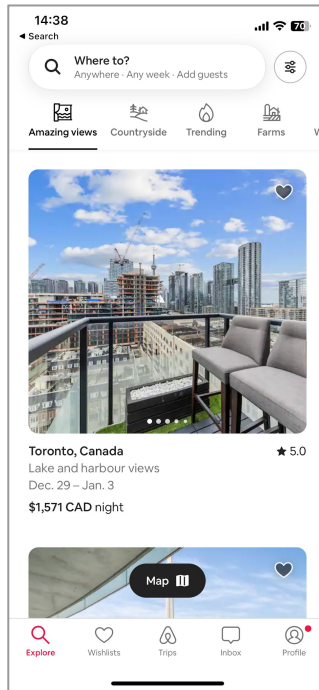 14:38
70
◀ Search
Where to?
Anywhere · Any week · Add guests
Amazing views
Countryside
Trending
Farms
W
Toronto, Canada
★ 5.0
Lake and harbour views
Dec. 29 – Jan. 3
$1,571 CAD night
Map
Explore
Wishlists
Trips
Inbox
Profile